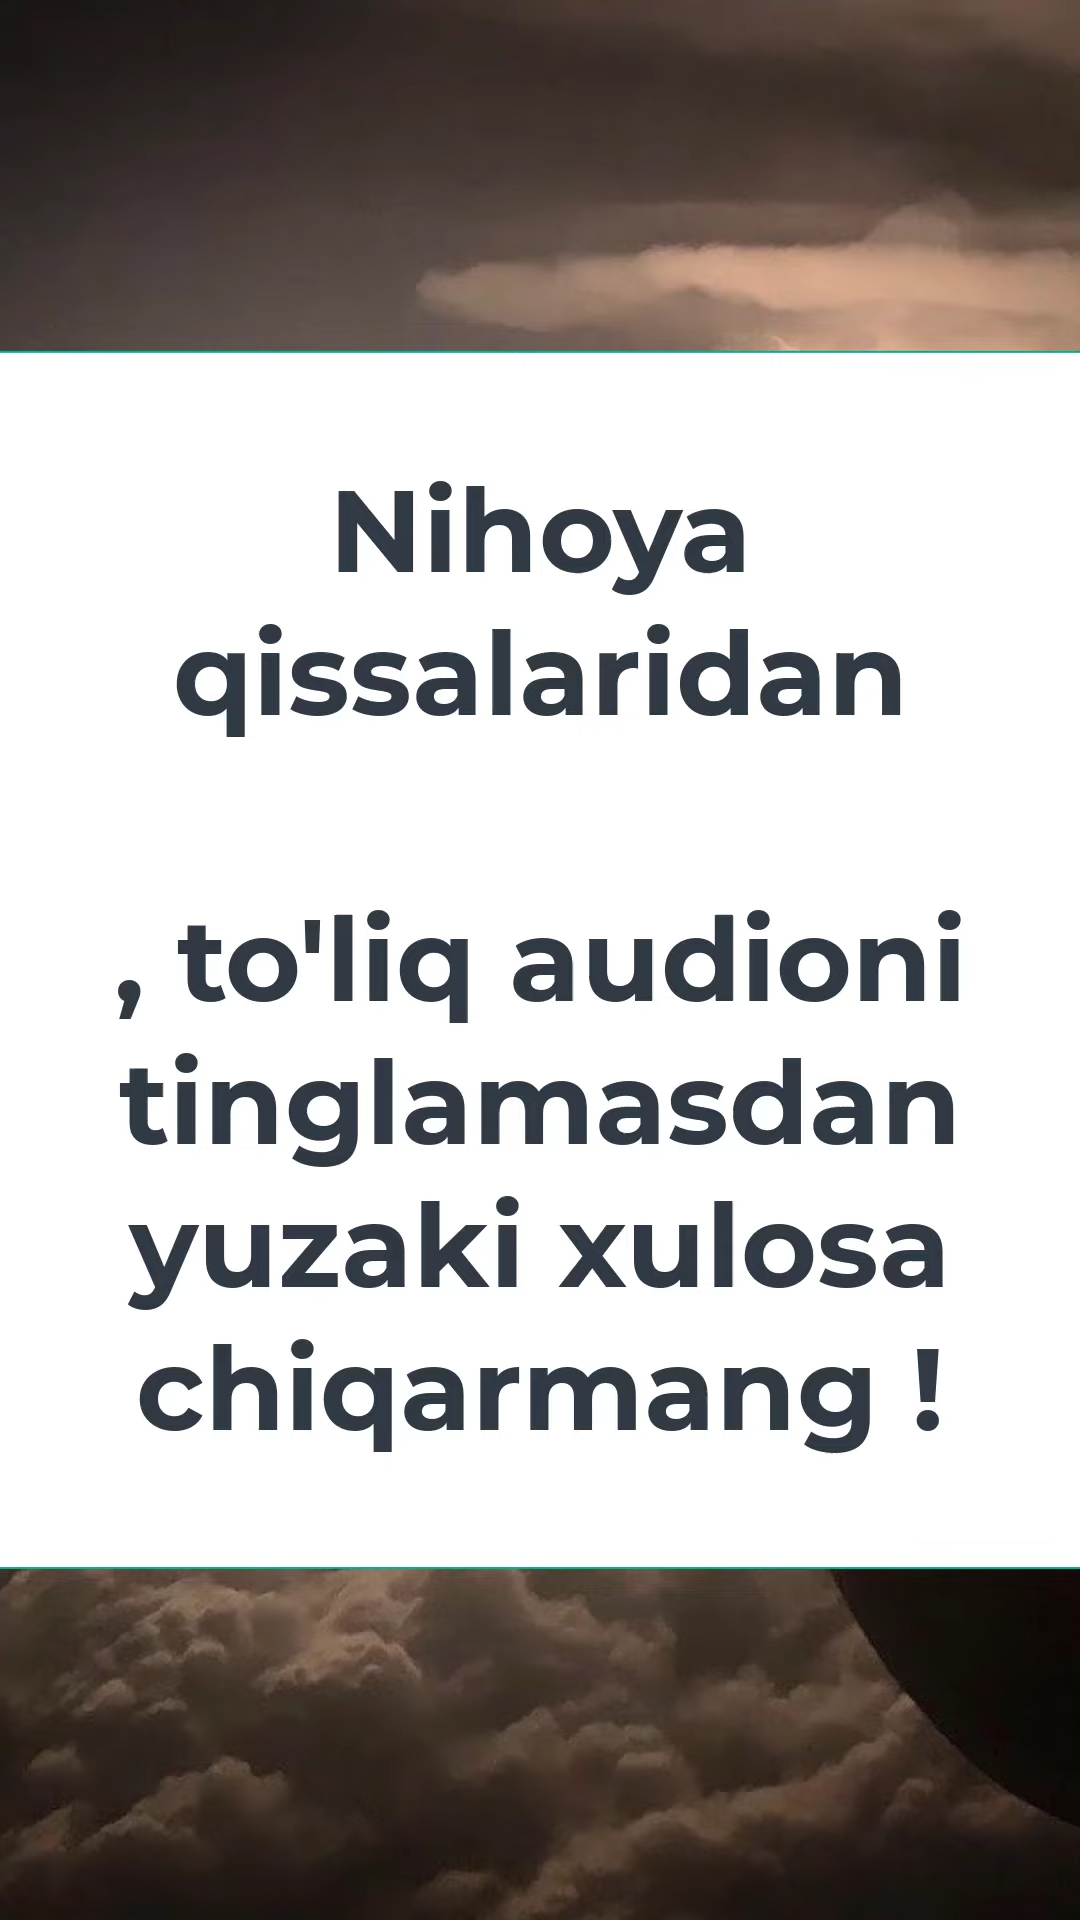 Nihoya
qissalaridan
, to'liq audioni
tinglamasdan
yuzaki xulosa
chiqarmang !